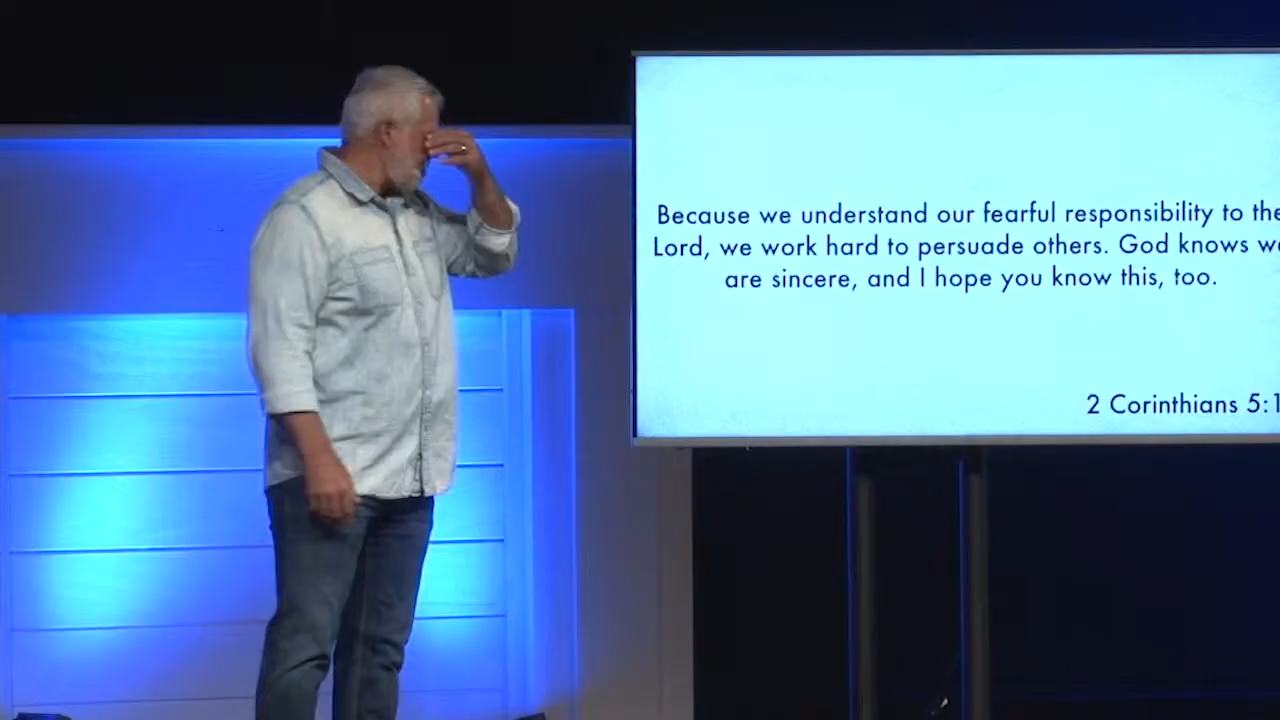 Because we understand our fearful responsibility to the
Lord, we work hard to persuade others. God knows we
are sincere, and I hope you know this, too.
2 Corinthians 5:1